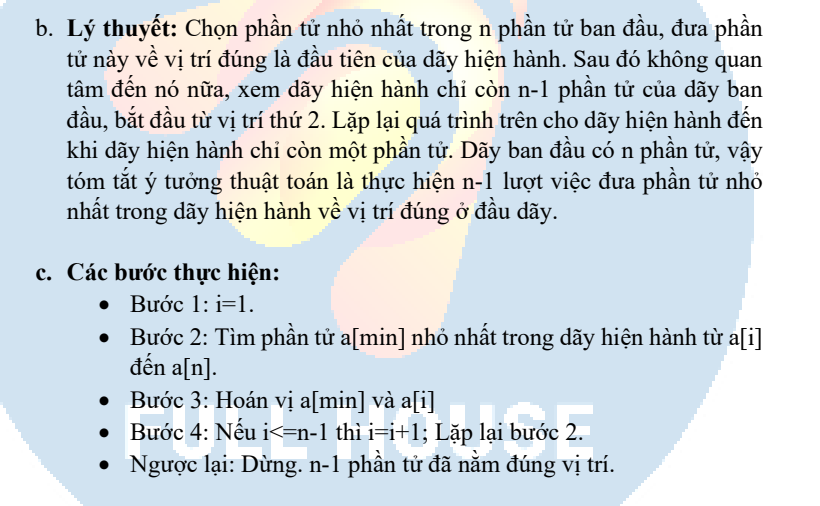 b. Lý thuyết: Chọn phần tử nhỏ nhất trong n phần tử ban đầu, đưa phần
tử này về vị trí đúng là đầu tiên của dãy hiện hành. Sau đó không quan
tâm đến nó nữa, xem dãy hiện hành chỉ còn n-1 phần tử của dãy ban
đầu, bắt đầu từ vị trí thứ 2. Lặp lại quá trình trên cho dãy hiện hành đến
khi dãy hiện hành chỉ còn một phần tử. Dãy ban đầu có n phần tử, vậy
tóm tắt ý tưởng thuật toán là thực hiện n-1 lượt việc đưa phần tử nhỏ
nhất trong dãy hiện hành về vị trí đúng ở đầu dãy.
c. Các bước thực hiện:
• Bước 1: i=1.
• Bước 2: Tìm phần tử a[min] nhỏ nhất trong dãy hiện hành từ a[i]
đến a[n].
• Bước 3: Hoán vị a[min] và a[i]
• Bước 4: Nếu i<=n-1 thì i=i+1; Lặp lại bước 2.
• Ngược lại: Dừng. n-1 phần tử đã nằm đúng vị trí.
FULL HOUSE